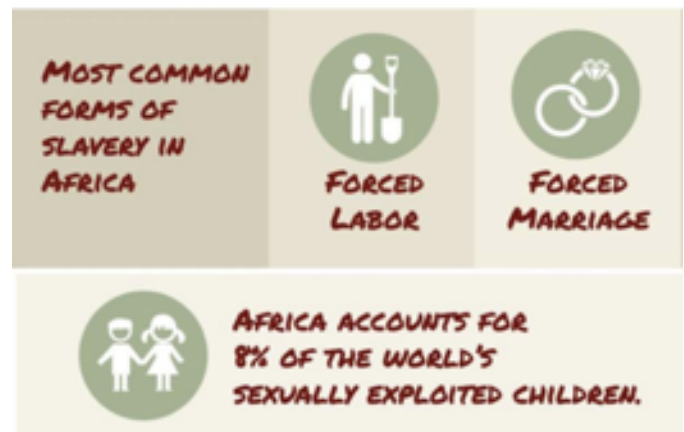 MOST COMMON
FORMS OF
SLAVERY IN
AFRICA
FORCED
LABOR
FORCED
MARRIAGE
AFRICA ACCOUNTS FOR
8% OF THE WORLD'S
SEXUALLY EXPLOITED CHILDREN.